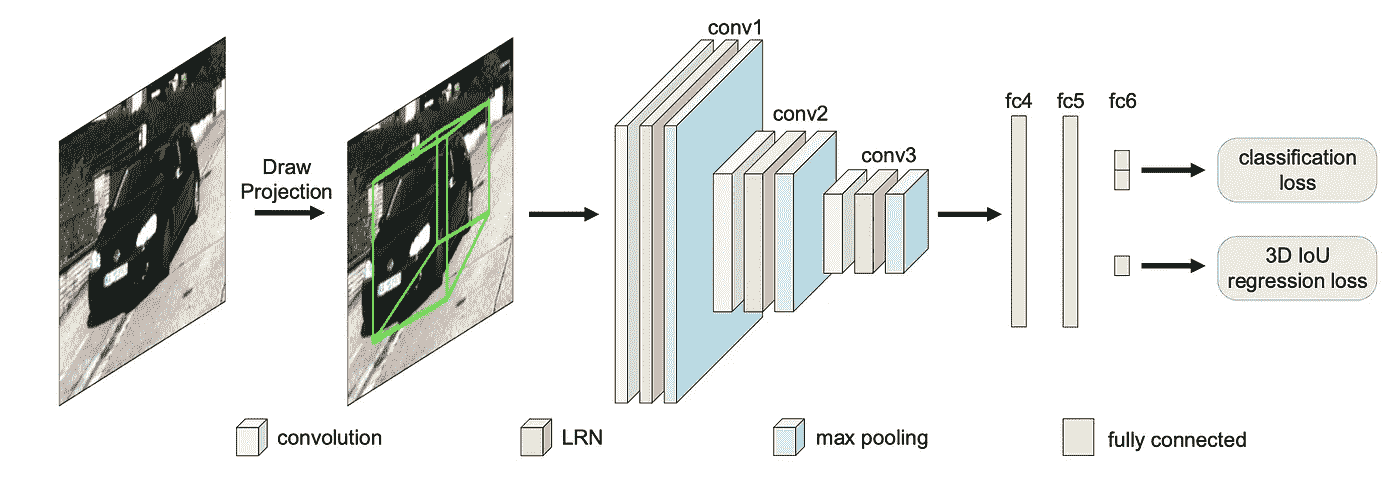 conv1
conv2
conv3
fc4
fc5
fc6
Draw
Projection
classification
loss
3D IoU
regression loss
convolution
LRN
max pooling
fully connected